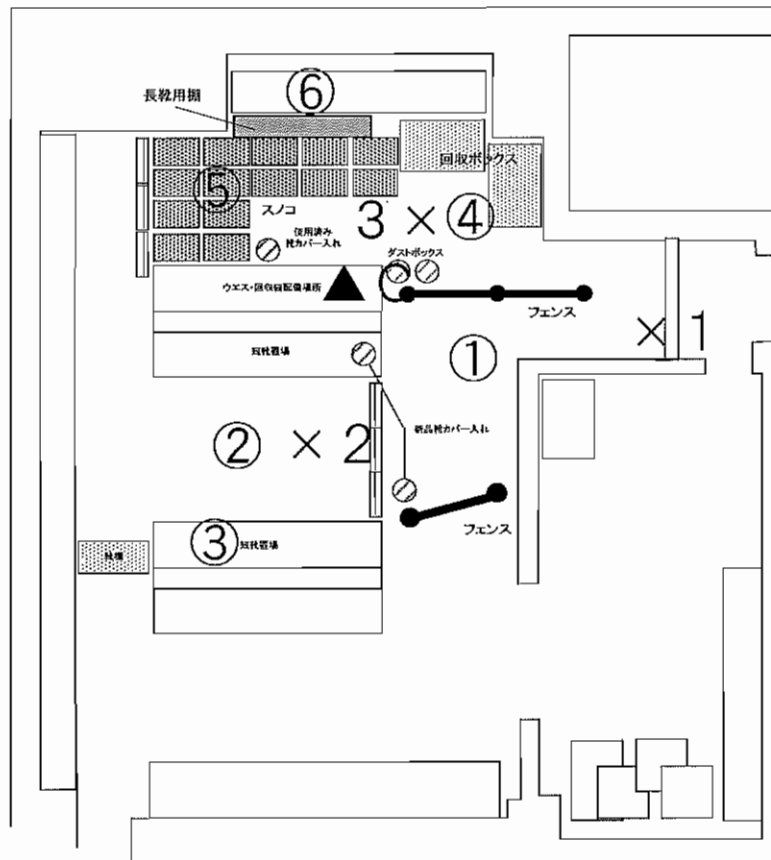 ⑥
長靴用棚
回収ボックス
⑤
スノコ
3 × ④
使用済み
靴カバー入れ
ダストボックス
ウエス・回収袋配備場所
フェンス
× 1
短靴置場
①
② × 2
新品靴カバー入れ
フェンス
③
短靴置場
靴棚